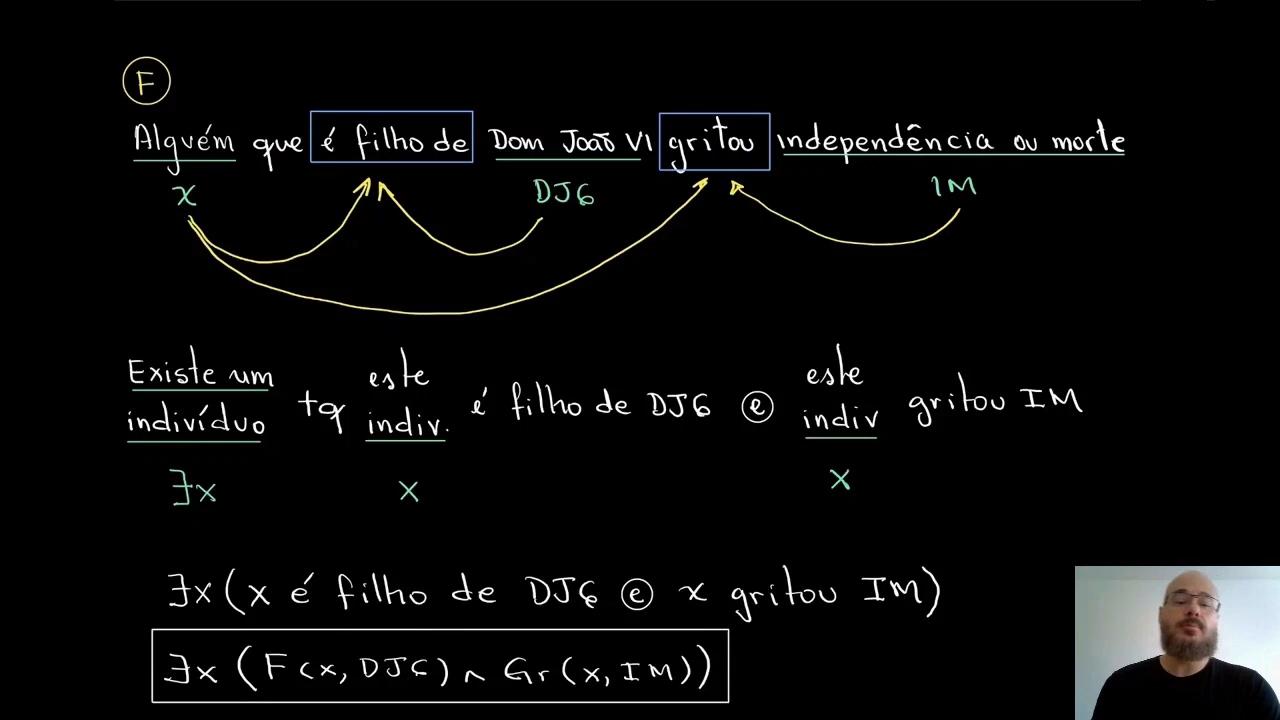 F
Alguém que é filho de Dom João VI gritou independência ou morte
x DJ6 IM
Existe um indivíduo tq este indiv. é filho de DJ6 e este indiv gritou IM
∃x x x
∃x(x é filho de DJ6 e x gritou IM)
∃x(F(x, DJ6) ∧ Gr(x, IM))